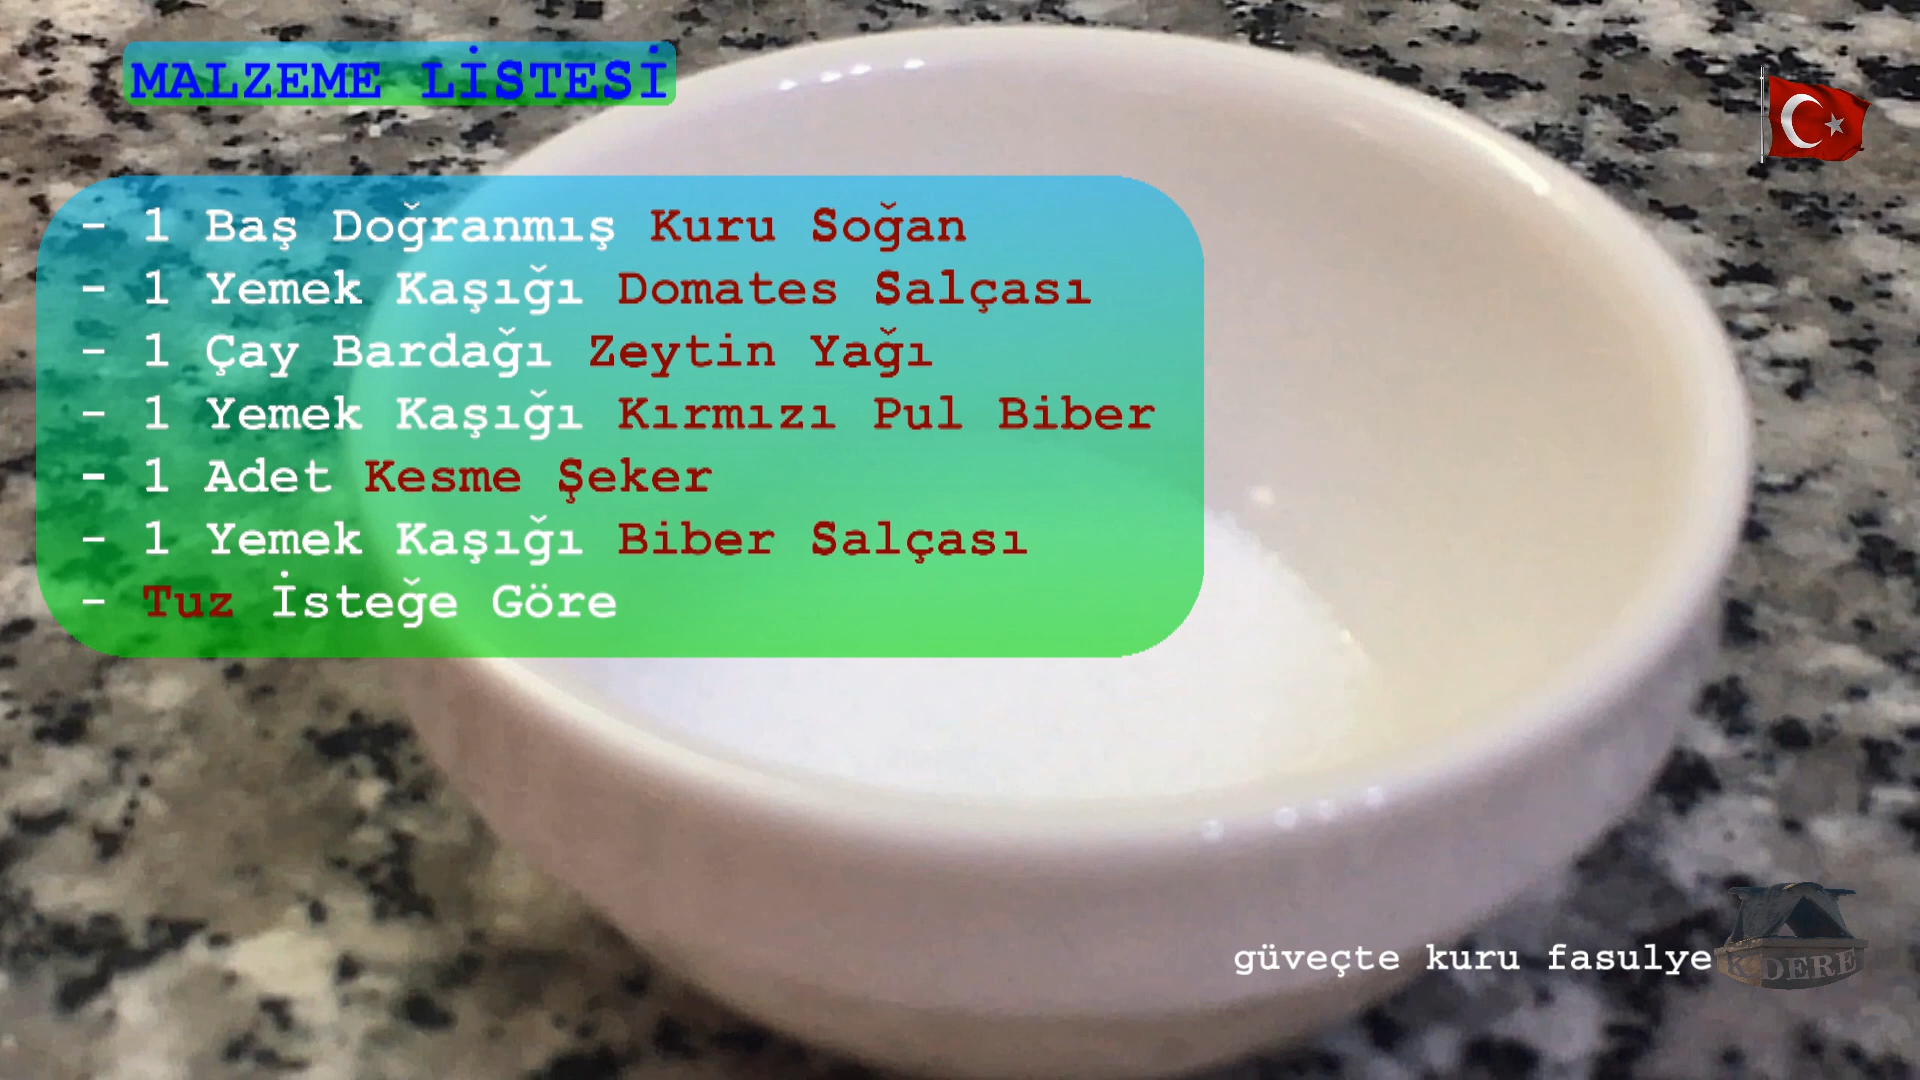 MALZEME LİSTESİ
- 1 Baş Doğranmış Kuru Soğan
- 1 Yemek Kaşığı Domates Salçası
- 1 Çay Bardağı Zeytin Yağı
- 1 Yemek Kaşığı Kırmızı Pul Biber
- 1 Adet Kesme Şeker
- 1 Yemek Kaşığı Biber Salçası
- Tuz İsteğe Göre
güveçte kuru fasulye
DERE